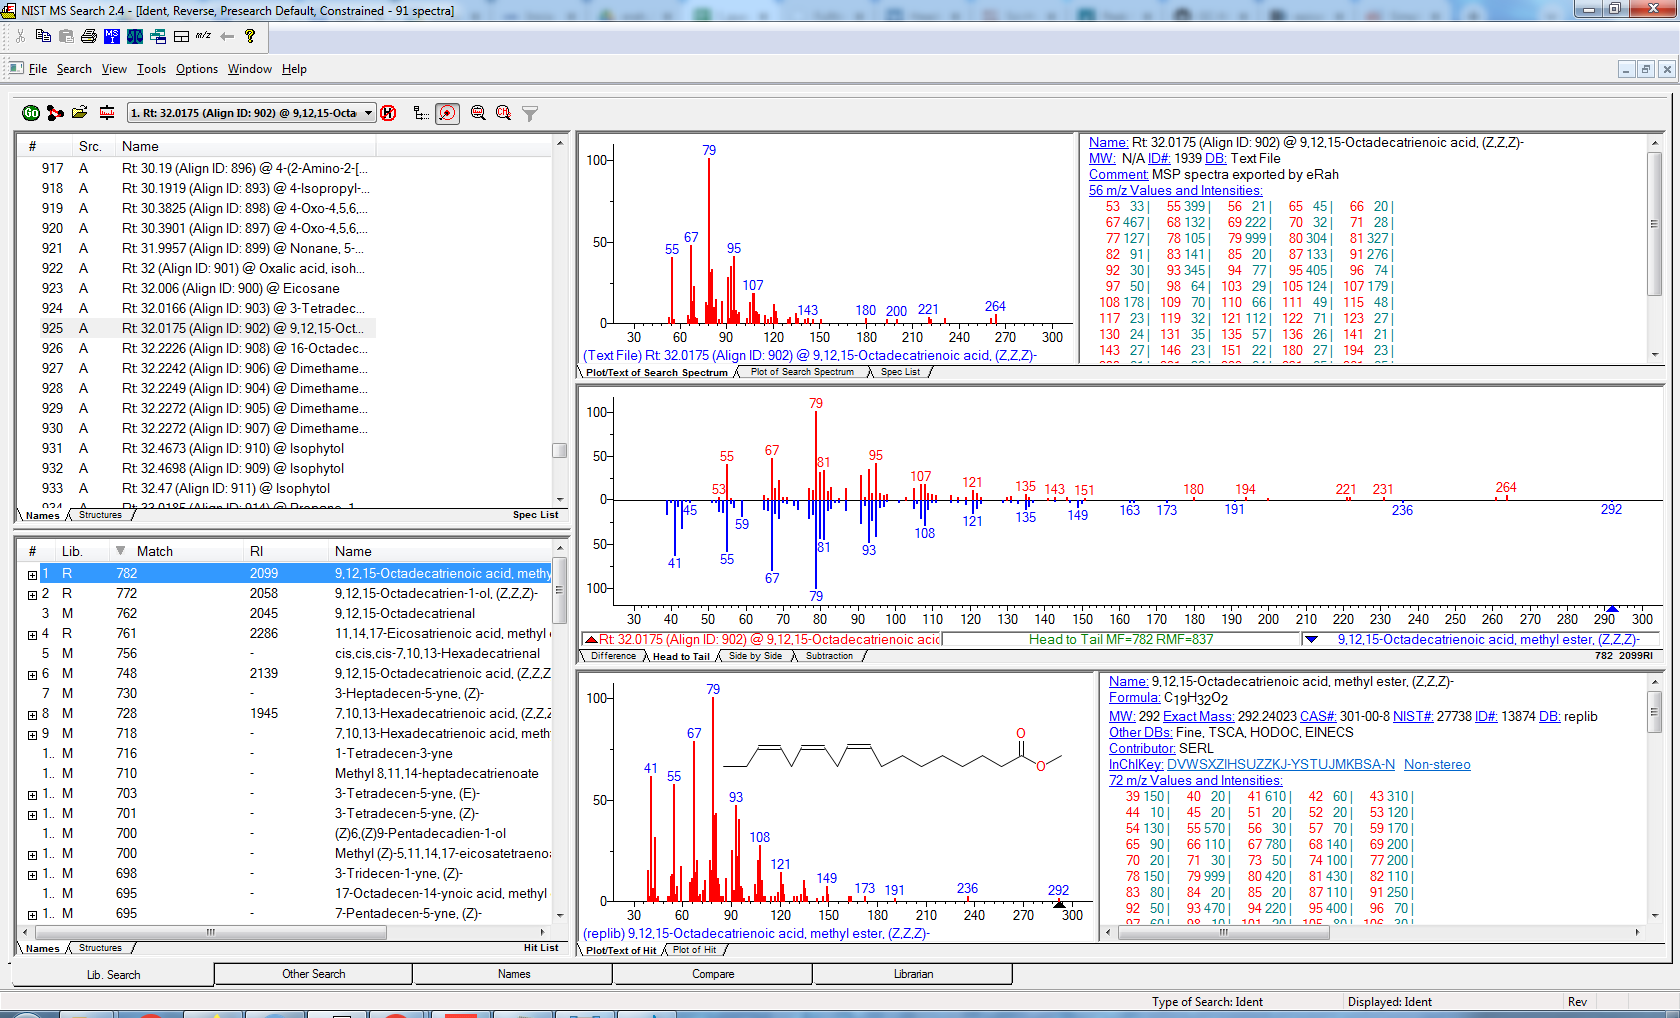 NIST MS Search 2.4 - [Ident, Reverse, Presearch Default, Constrained - 91 spectra]
File Search View Tools Options Window Help
1. Rt: 32.0175 (Align ID: 902) @ 9,12,15-Octa
# Src. Name
917 A Rt: 30.19 (Align ID: 896) @ 4-(2-Amino-2-[...
918 A Rt: 30.1919 (Align ID: 893) @ 4-Isopropyl-...
919 A Rt: 30.3825 (Align ID: 898) @ 4-Oxo-4,5,6,...
920 A Rt: 30.3901 (Align ID: 897) @ 4-Oxo-4,5,6,...
921 A Rt: 31.9957 (Align ID: 899) @ Nonane, 5-...
922 A Rt: 32 (Align ID: 901) @ Oxalic acid, isoh...
923 A Rt: 32.006 (Align ID: 900) @ Eicosane
924 A Rt: 32.0166 (Align ID: 903) @ 3-Tetradec...
925 A Rt: 32.0175 (Align ID: 902) @ 9,12,15-Oct...
926 A Rt: 32.2226 (Align ID: 908) @ 16-Octadec...
927 A Rt: 32.2242 (Align ID: 906) @ Dimethame...
928 A Rt: 32.2249 (Align ID: 904) @ Dimethame...
929 A Rt: 32.2272 (Align ID: 905) @ Dimethame...
930 A Rt: 32.2272 (Align ID: 907) @ Dimethame...
931 A Rt: 32.4673 (Align ID: 910) @ Isophytol
932 A Rt: 32.4698 (Align ID: 909) @ Isophytol
933 A Rt: 32.47 (Align ID: 911) @ Isophytol
Names Structures Spec List
100
79
67
55
95
50
107
143 180 200 221 264
0
30 60 90 120 150 180 210 240 270 300
(Text File) Rt: 32.0175 (Align ID: 902) @ 9,12,15-Octadecatrienoic acid, (Z,Z,Z)-
Plot/Text of Search Spectrum Plot of Search Spectrum Spec List
Name: Rt: 32.0175 (Align ID: 902) @ 9,12,15-Octadecatrienoic acid, (Z,Z,Z)-
MW: N/A ID#: 1939 DB: Text File
Comment: MSP spectra exported by eRah
56 m/z Values and Intensities:
53 33 | 55 399 | 56 21 | 65 45 | 66 20 |
67 467 | 68 132 | 69 222 | 70 32 | 71 28 |
77 127 | 78 105 | 79 999 | 80 304 | 81 327 |
82 91 | 83 141 | 85 20 | 87 133 | 91 276 |
92 30 | 93 345 | 94 77 | 95 405 | 96 74 |
97 50 | 98 64 | 103 29 | 105 124 | 107 179 |
108 178 | 109 70 | 110 66 | 111 49 | 115 48 |
117 23 | 119 32 | 121 112 | 122 71 | 123 27 |
130 24 | 131 35 | 135 57 | 136 26 | 141 21 |
143 27 | 146 23 | 151 22 | 180 27 | 194 23 |
100
79
50
67
55
81
95
53
107
121 135 143 151 180 194 221 231 264
0
45
59
121 135 149 163 173 191 236 292
108
50
41
55
81
93
67
100
79
30 40 50 60 70 80 90 100 110 120 130 140 150 160 170 180 190 200 210 220 230 240 250 260 270 280 290 300
Rt: 32.0175 (Align ID: 902) @ 9,12,15-Octadecatrienoic acid Head to Tail MF=782 RMF=837 9,12,15-Octadecatrienoic acid, methyl ester, (Z,Z,Z)-
Difference Head to Tail Side by Side Subtraction 782 2099RI
# Lib. Match RI Name
1 R 782 2099 9,12,15-Octadecatrienoic acid, methy
2 R 772 2058 9,12,15-Octadecatrien-1-ol, (Z,Z,Z)-
3 M 762 2045 9,12,15-Octadecatrienal
4 R 761 2286 11,14,17-Eicosatrienoic acid, methyl e
5 M 756 - cis,cis,cis-7,10,13-Hexadecatrienal
6 M 748 2139 9,12,15-Octadecatrienoic acid, (Z,Z,Z
7 M 730 - 3-Heptadecen-5-yne, (Z)-
8 M 728 1945 7,10,13-Hexadecatrienoic acid, (Z,Z,Z
9 M 718 - 7,10,13-Hexadecatrienoic acid, methy
1.. M 716 - 1-Tetradecen-3-yne
1.. M 710 - Methyl 8,11,14-heptadecatrienoate
1.. M 703 - 3-Tetradecen-5-yne, (E)-
1.. M 701 - 3-Tetradecen-5-yne, (Z)-
1.. M 700 - (Z)6,(Z)9-Pentadecadien-1-ol
1.. M 700 - Methyl (Z)-5,11,14,17-eicosatetraeno
1.. M 698 - 3-Tridecen-1-yne, (Z)-
1.. M 695 - 17-Octadecen-14-ynoic acid, methyl
1.. M 695 - 7-Pentadecen-5-yne, (Z)-
Names Structures Hit List
100
79
67
41
55
50
93
108
121
149 173 191 236 292
0
30 60 90 120 150 180 210 240 270 300
O
O
(replib) 9,12,15-Octadecatrienoic acid, methyl ester, (Z,Z,Z)-
Plot/Text of Hit Plot of Hit
Name: 9,12,15-Octadecatrienoic acid, methyl ester, (Z,Z,Z)-
Formula: C19H32O2
MW: 292 Exact Mass: 292.24023 CAS#: 301-00-8 NIST#: 27738 ID#: 13874 DB: replib
Other DBs: Fine, TSCA, HODOC, EINECS
Contributor: SERL
InChIKey: DVWSXZIHSUZZKJ-YSTUJMKBSA-N Non-stereo
72 m/z Values and Intensities:
39 150 | 40 20 | 41 610 | 42 60 | 43 310 |
44 10 | 45 20 | 51 20 | 52 20 | 53 120 |
54 130 | 55 570 | 56 30 | 57 70 | 59 170 |
65 90 | 66 110 | 67 780 | 68 140 | 69 200 |
70 20 | 71 30 | 73 50 | 74 100 | 77 200 |
78 150 | 79 999 | 80 420 | 81 430 | 82 110 |
83 80 | 84 20 | 85 20 | 87 110 | 91 250 |
92 50 | 93 470 | 94 220 | 95 400 | 96 70 |
Lib. Search Other Search Names Compare Librarian
Type of Search: Ident Displayed: Ident Rev